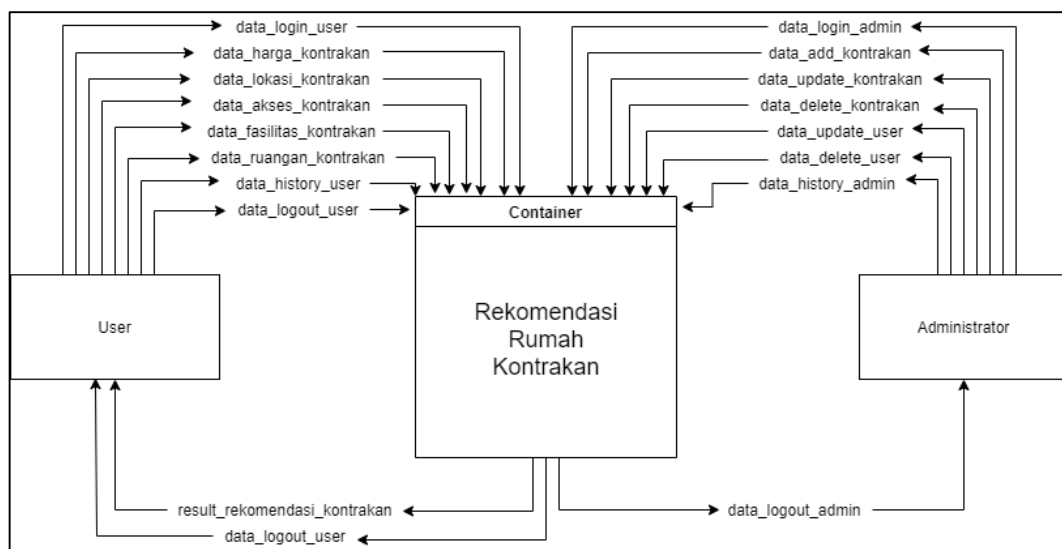 data_login_user
data_harga_kontrakan
data_lokasi_kontrakan
data_akses_kontrakan
data_fasilitas_kontrakan
data_ruangan_kontrakan
data_history_user
data_logout_user
data_login_admin
data_add_kontrakan
data_update_kontrakan
data_delete_kontrakan
data_update_user
data_delete_user
data_history_admin
Container
Rekomendasi
Rumah
Kontrakan
User
Administrator
result_rekomendasi_kontrakan
data_logout_user
data_logout_admin